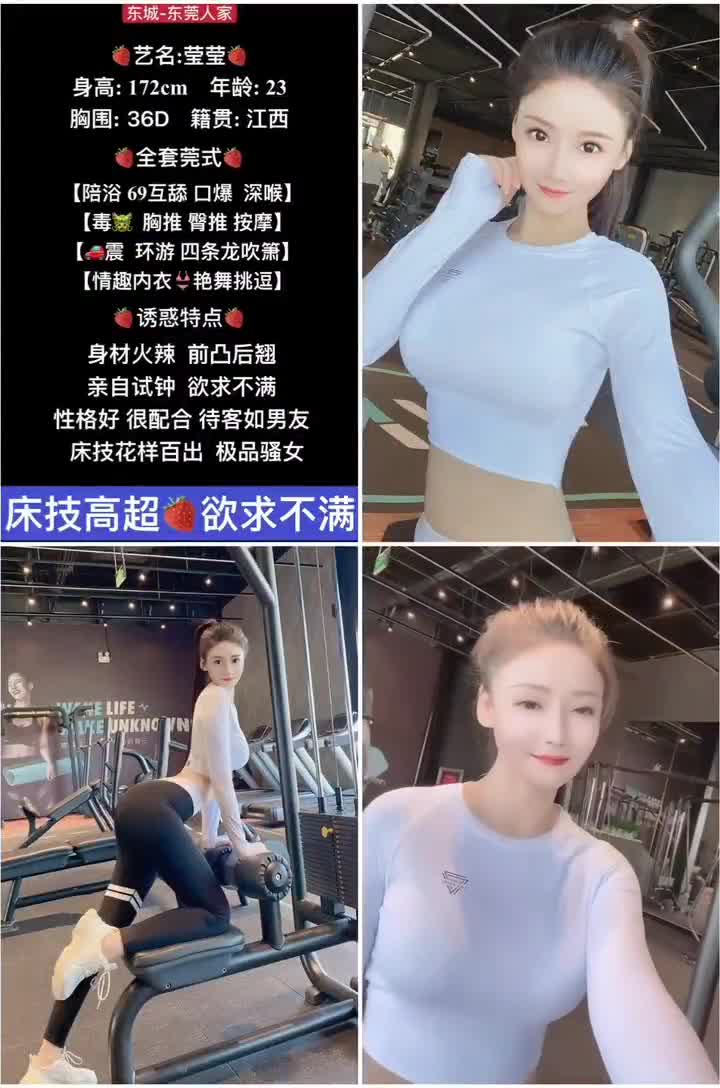 东城-东莞人家
🍓艺名:莹莹🍓
身高: 172cm 年龄: 23
胸围: 36D 籍贯: 江西
🍓全套莞式🍓
【陪浴 69互舔 口爆 深喉】
【毒👹 胸推 臀推 按摩】
【🚗震 环游 四条龙吹箫】
【情趣内衣👙艳舞挑逗】
🍓诱惑特点🍓
身材火辣 前凸后翘
亲自试钟 欲求不满
性格好 很配合 待客如男友
床技花样百出 极品骚女
床技高超🍓欲求不满
LIFE
UNKNOWN